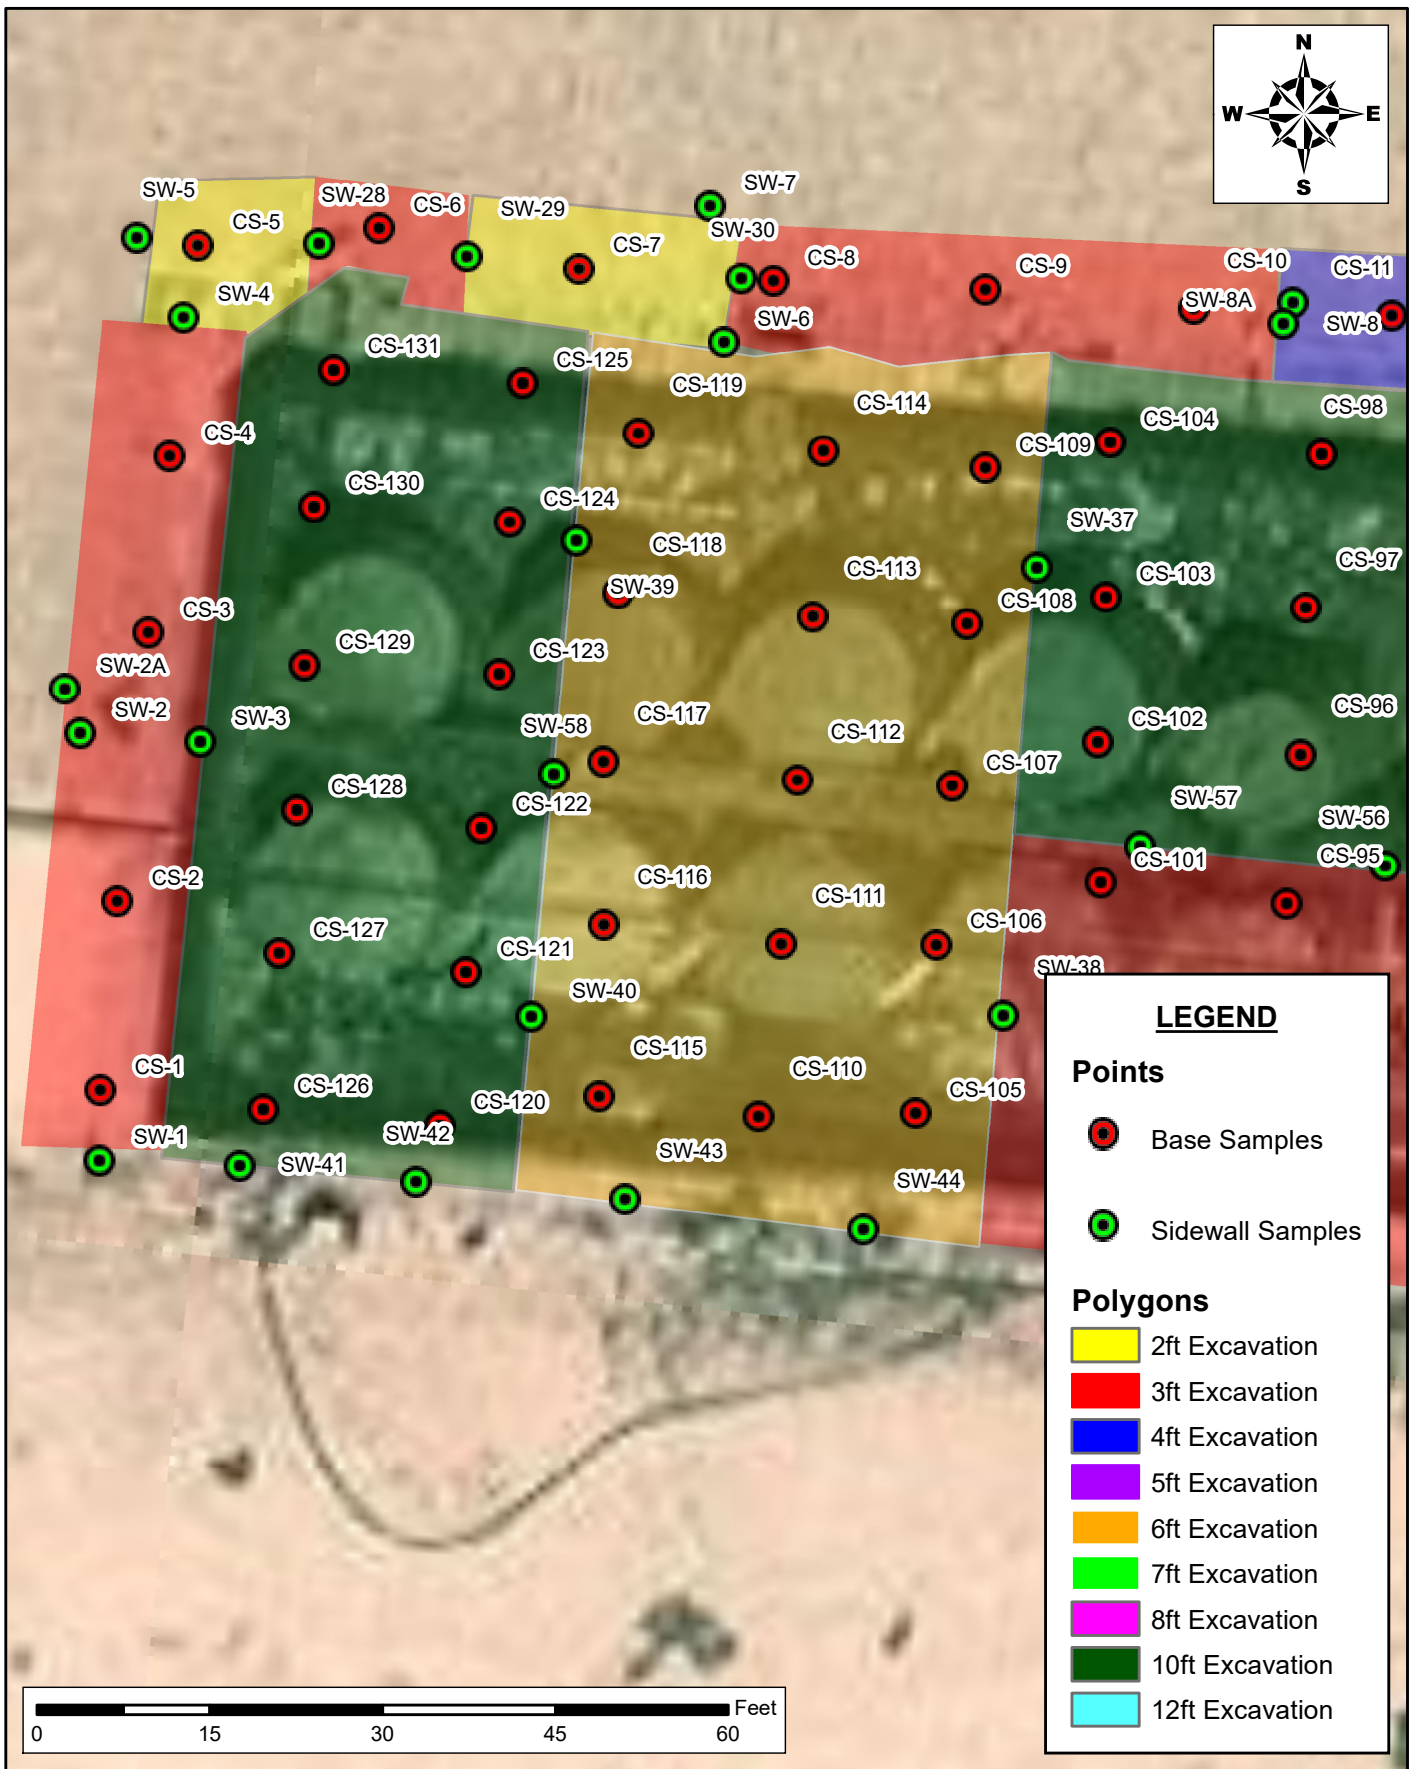 N
W E
S
SW-5
SW-28
CS-6
SW-7
CS-5
SW-29
SW-30
CS-7
CS-8
CS-9
CS-10
CS-11
SW-4
SW-8A
SW-6
SW-8
CS-131
CS-125
CS-119
CS-114
CS-98
CS-104
CS-4
CS-109
CS-130
CS-124
SW-37
CS-118
CS-97
CS-113
CS-103
SW-39
CS-108
CS-3
CS-129
CS-123
SW-2A
SW-2
SW-3
SW-58
CS-117
CS-112
CS-102
CS-96
CS-107
CS-128
CS-122
SW-57
SW-56
CS-101
CS-95
CS-2
CS-116
CS-111
CS-106
CS-127
CS-121
SW-38
SW-40
CS-1
CS-115
CS-110
CS-105
CS-126
CS-120
SW-1
SW-42
SW-43
SW-41
SW-44
LEGEND
Points
Base Samples
Sidewall Samples
Polygons
2ft Excavation
3ft Excavation
4ft Excavation
5ft Excavation
6ft Excavation
7ft Excavation
8ft Excavation
10ft Excavation
12ft Excavation
Feet
0 15 30 45 60